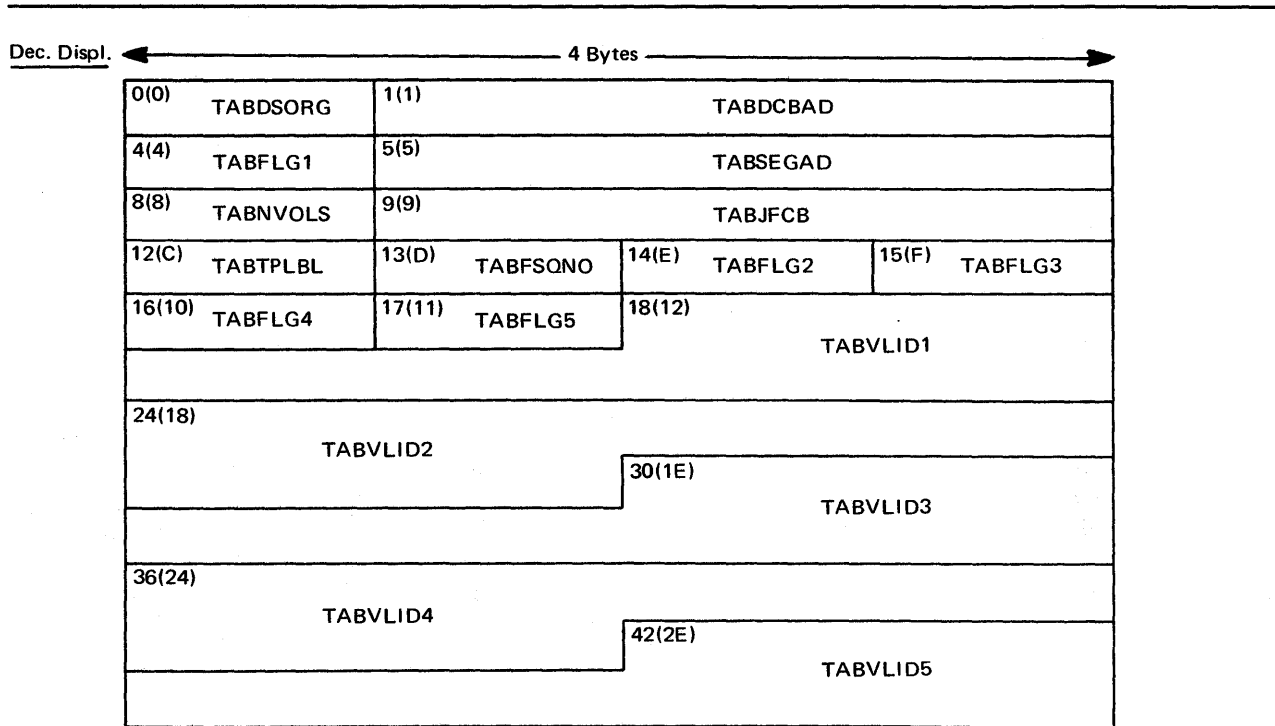 Dec. Displ. 4 Bytes
0(0) TABDSORG 1(1) TABDCBAD
4(4) TABFLG1 5(5) TABSEGAD
8(8) TABNVOLS 9(9) TABJFCB
12(C) TABTPLBL 13(D) TABFSQNO 14(E) TABFLG2 15(F) TABFLG3
16(10) TABFLG4 17(11) TABFLG5 18(12) TABVLID1
24(18) TABVLID2
30(1E) TABVLID3
36(24) TABVLID4
42(2E) TABVLID5